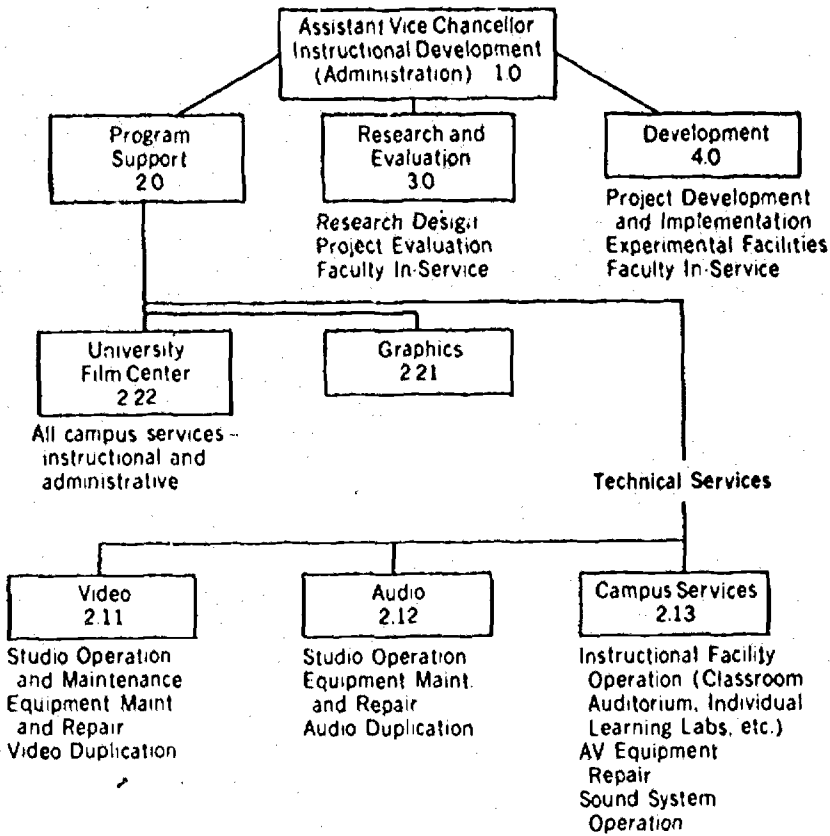 Assistant Vice Chancellor
Instructional Development
(Administration) 1.0
Program
Support
2.0
Research and
Evaluation
3.0
Development
4.0
Research Design
Project Evaluation
Faculty In-Service
Project Development
and Implementation
Experimental Facilities
Faculty In-Service
University
Film Center
2 22
Graphics
2 21
All campus services –
instructional and
administrative
Technical Services
Video
2.11
Audio
2.12
Campus Services
2.13
Studio Operation
and Maintenance
Equipment Maint
and Repair
Video Duplication
Studio Operation
Equipment Maint.
and Repair
Audio Duplication
Instructional Facility
Operation (Classroom
Auditorium, Individual
Learning Labs, etc.)
AV Equipment
Repair
Sound System
Operation